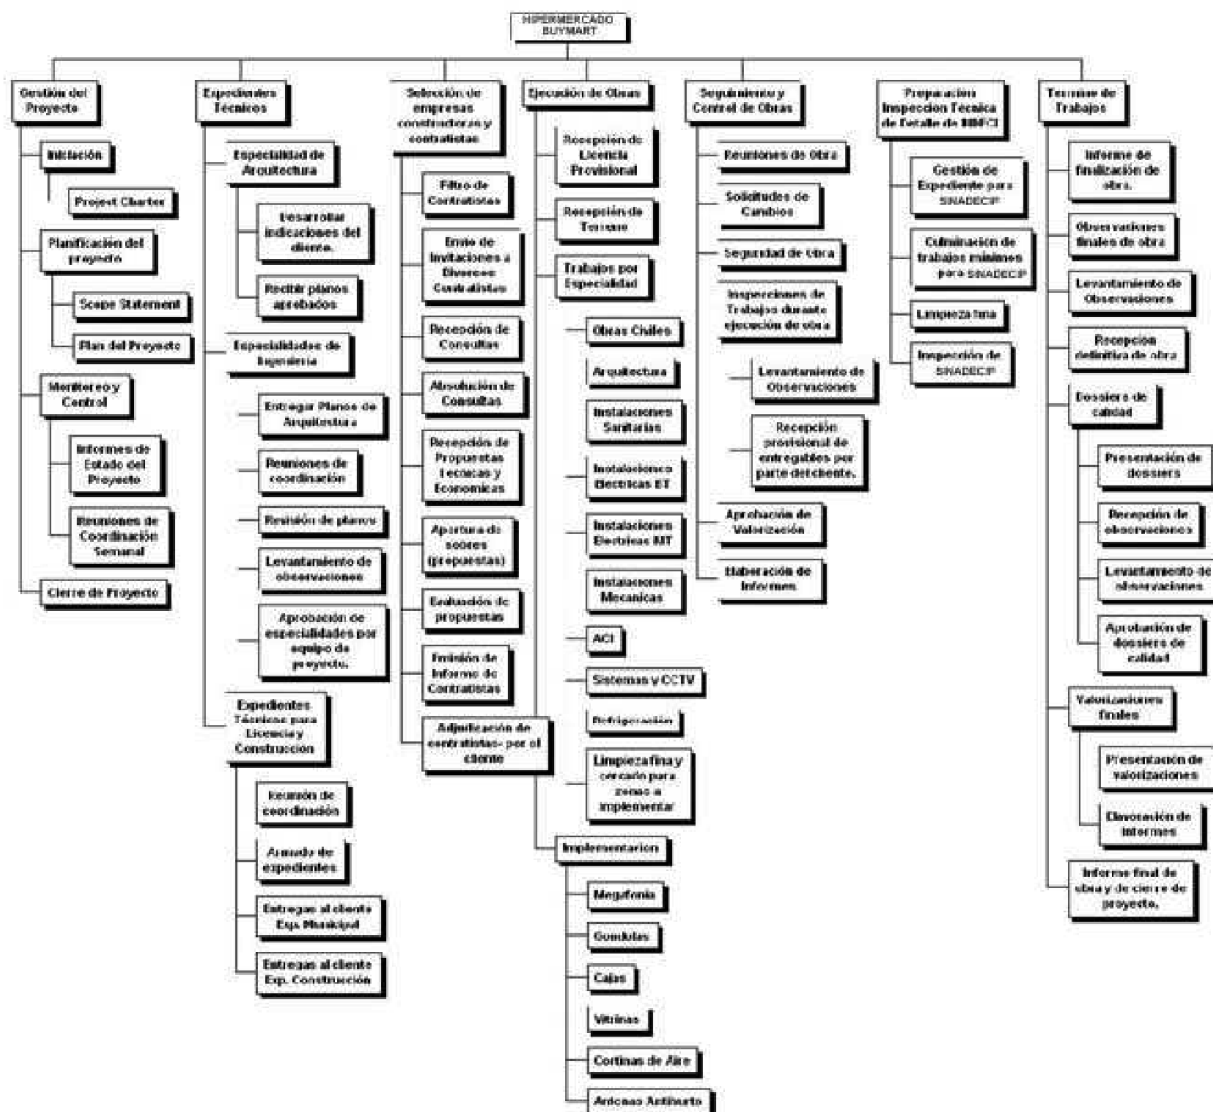 HIPERMERCADO
BUYMART
Gestión del
Proyecto
Iniciación
Project Charter
Planificación del
proyecto
Scope Statement
Plan del Proyecto
Monitoreo y
Control
Informes de
Estado del
Proyecto
Reuniones de
Coordinación
Semanal
Cierre de Proyecto
Expedientes
Técnicos
Especialidad de
Arquitectura
Desarrollar
indicaciones del
cliente.
Recibir planos
aprobados
Especialidades de
Ingeniería
Entregar Planos de
Arquitectura
Reuniones de
coordinación
Revisión de planos
Levantamiento de
observaciones
Aprobación de
especialidades por
equipo de
proyecto.
Expedientes
Técnicos para
Licencia y
Construcción
Reunión de
coordinación
Armado de
expedientes
Entregas al cliente
Exp. Municipal
Entregas al cliente
Exp. Construcción
Selección de
empresas
constructoras y
contratistas
Filtro de
Contratistas
Envio de
Invitaciones a
Diversos
Contratistas
Recepción de
Consultas
Absolución de
Consultas
Recepción de
Propuestas
Técnicas y
Economicas
Apertura de
sobres
(propuestas)
Evaluación de
propuestas
Emisión de
Informe de
Contratistas
Adjudicación de
contratistas- por el
cliente
Ejecución de Obras
Recepción de
Licencia
Provisional
Recepción de
Terreno
Trabajos por
Especialidad
Obras Civiles
Arquitectura
Instalaciones
Sanitarias
Instalaciones
Electricas BT
Instalaciones
Electricas MT
Instalaciones
Mecanicas
ACI
Sistemas y CCTV
Refrigeración
Limpieza fina y
cercado para
zonas a
implementar
Implementacion
Megafonía
Gondolas
Cajas
Vitrinas
Cortinas de Aire
Antenas Antihurto
Seguimiento y
Control de Obras
Reuniones de Obra
Solicitudes de
Cambios
Seguridad de Obra
Inspecciones de
Trabajos durante
ejecución de obra
Levantamiento de
Observaciones
Recepción
provisional de
entregables por
parte del cliente.
Aprobación de
Valorización
Elaboración de
Informes
Preparación
Inspección Técnica
de Detalle de
Gestión de
Expediente para
SINADECIP
Culminación de
trabajos mínimos
para SINADECIP
Limpieza fina
Inspección de
SINADECIP
Termino de
Trabajos
Informe de
finalización de
obra.
Observaciones
finales de obra
Levantamiento de
Observaciones
Recepción
definitiva de obra
Dossiers de
calidad
Presentación de
dossiers
Recepción de
observaciones
Levantamiento de
observaciones
Aprobación de
dossiers de
calidad
Valorizaciones
finales
Presentación de
valorizaciones
Elavoración de
informes
Informe final de
obra y de cierre de
proyecto.